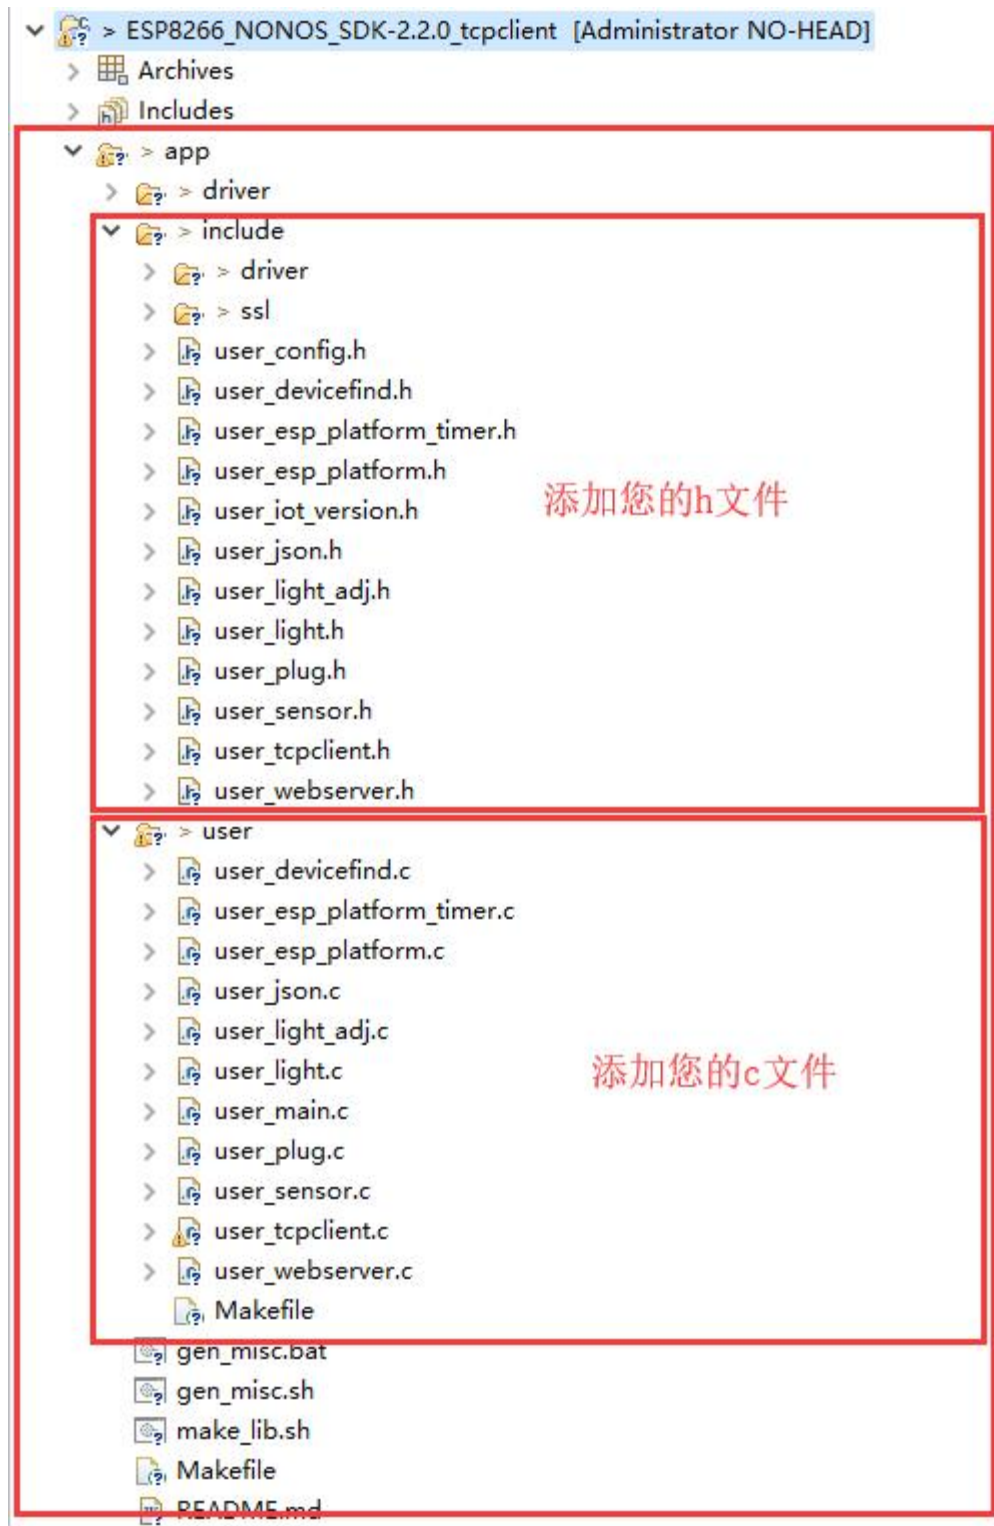 > ESP8266_NONOS_SDK-2.2.0_tcpclient [Administrator NO-HEAD]
Archives
Includes
> app
> driver
> include
> driver
> ssl
user_config.h
user_devicefind.h
user_esp_platform_timer.h
user_esp_platform.h
添加您的h文件
user_iot_version.h
user_json.h
user_light_adj.h
user_light.h
user_plug.h
user_sensor.h
user_tcpclient.h
user_webserver.h
> user
user_devicefind.c
user_esp_platform_timer.c
user_esp_platform.c
user_json.c
user_light_adj.c
user_light.c
添加您的c文件
user_main.c
user_plug.c
user_sensor.c
user_tcpclient.c
user_webserver.c
Makefile
gen_misc.bat
gen_misc.sh
make_lib.sh
Makefile
README.md